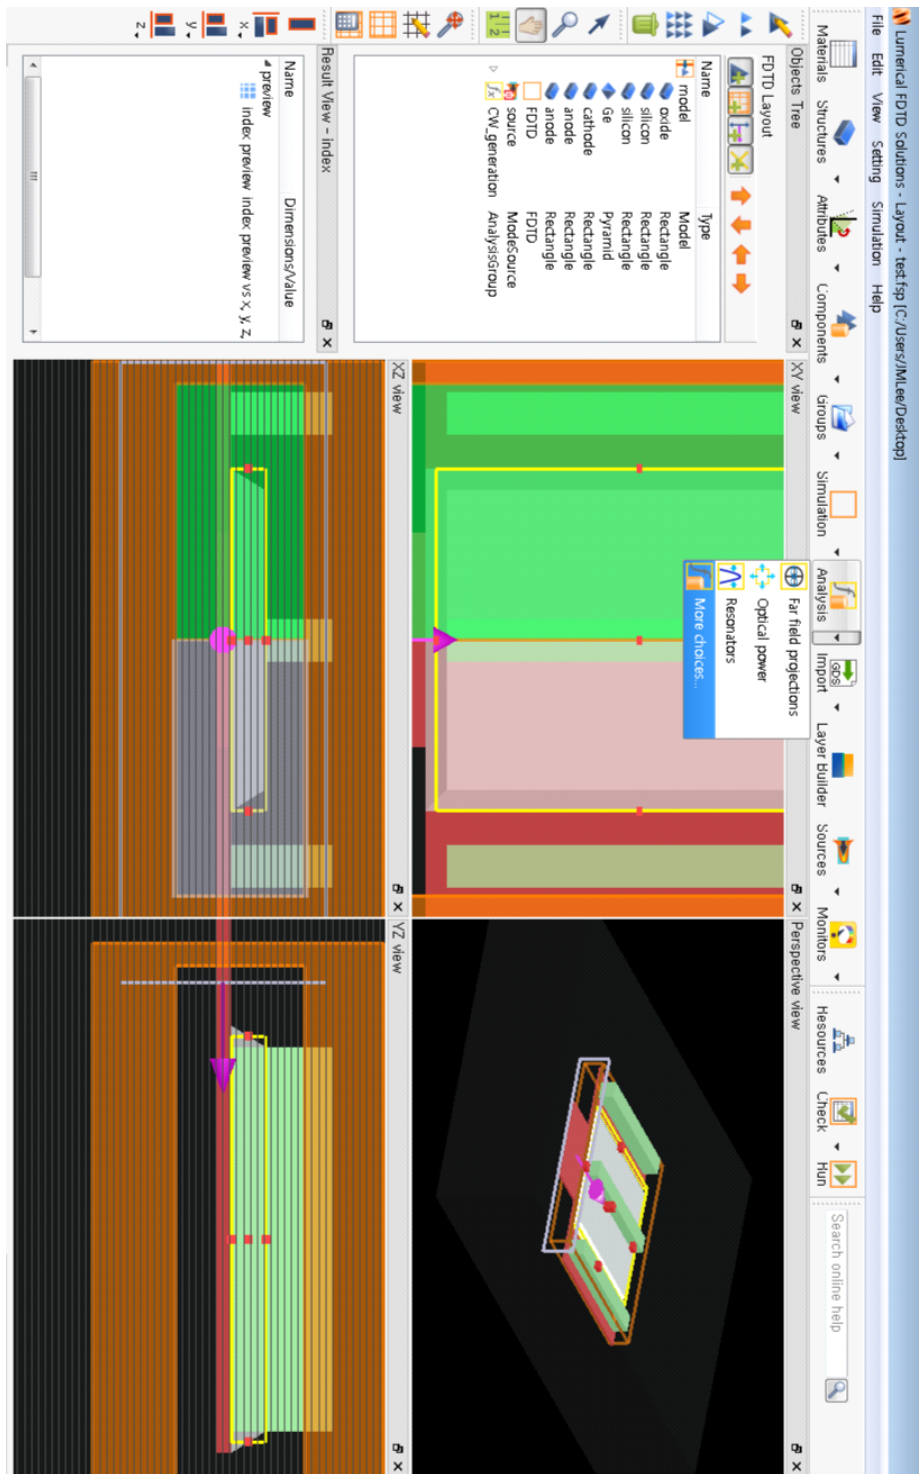 Lumerical FDTD Solutions - Layout - test.fsp [C:/Users/JMLee/Desktop]
File Edit View Setting Simulation Help
Materials Structures Attributes Components Groups Simulation Analysis Import Layer Builder Sources Monitors Resources Check Run
GDS
Search online help
Far field projections
Optical power
Resonators
More choices...
Objects Tree
FDTD Layout
Name Type
model Model
oxide Rectangle
silicon Rectangle
silicon Rectangle
Ge Pyramid
cathode Rectangle
anode Rectangle
anode Rectangle
FDTD FDTD
source ModeSource
CW_generation AnalysisGroup
Result View - index
Name Dimensions/Value
preview
index preview index preview vs x, y, z,
XY view
Perspective view
XZ view
YZ view
x:
y:
z: